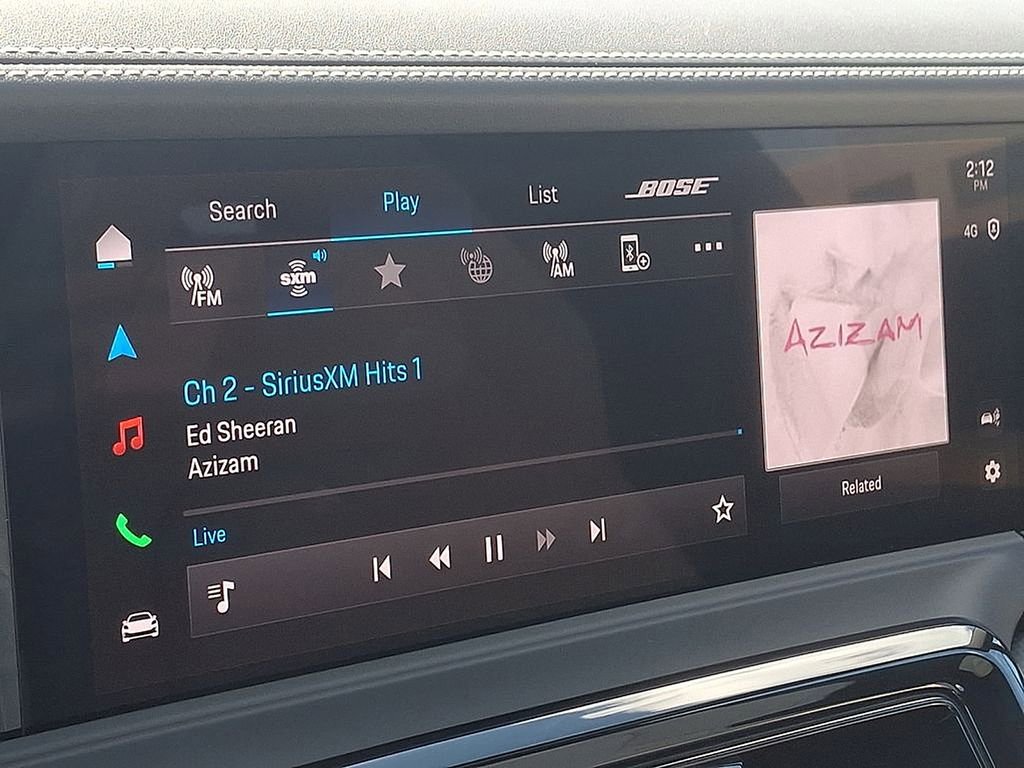 Search
Play
List
BOSE
2:12
PM
4G
FM
sxm
AM
...
Ch 2 - SiriusXM Hits 1
Ed Sheeran
Azizam
AZIZAM
Live
Related